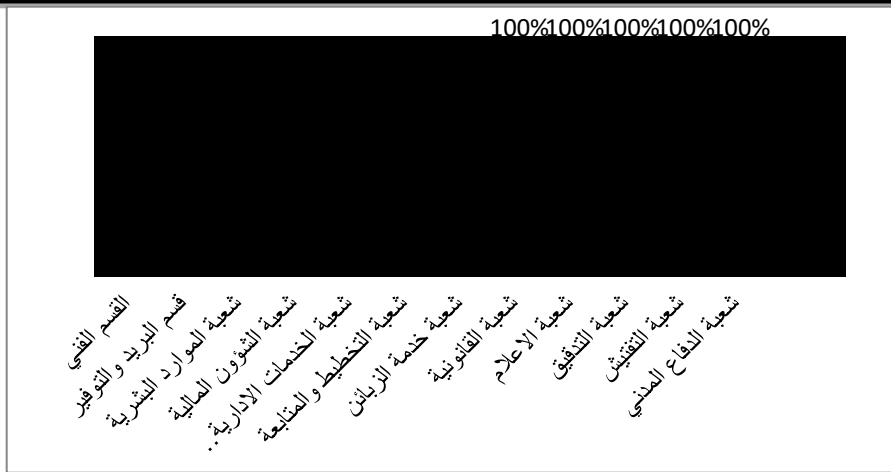 100%100%100%100%100%
القسم الفني
قسم البريد والتوفير
شعبة الموارد البشرية
شعبة الشؤون المالية
شعبة الخدمات الادارية..
شعبة التخطيط والمتابعة
شعبة خدمة الزبائن
شعبة القانونية
شعبة الاعلام
شعبة التدقيق
شعبة التفتيش
شعبة الدفاع المدني